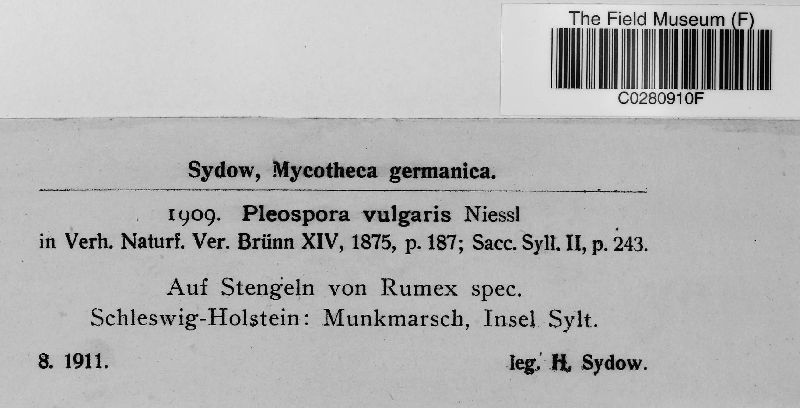 The Field Museum (F)
C0280910F
Sydow, Mycotheca germanica.
1909. Pleospora vulgaris Niessl
in Verh. Naturf. Ver. Brünn XIV, 1875, p. 187; Sacc. Syll. II, p. 243.
Auf Stengeln von Rumex spec.
Schleswig-Holstein: Munkmarsch, Insel Sylt.
8. 1911. leg. H. Sydow.